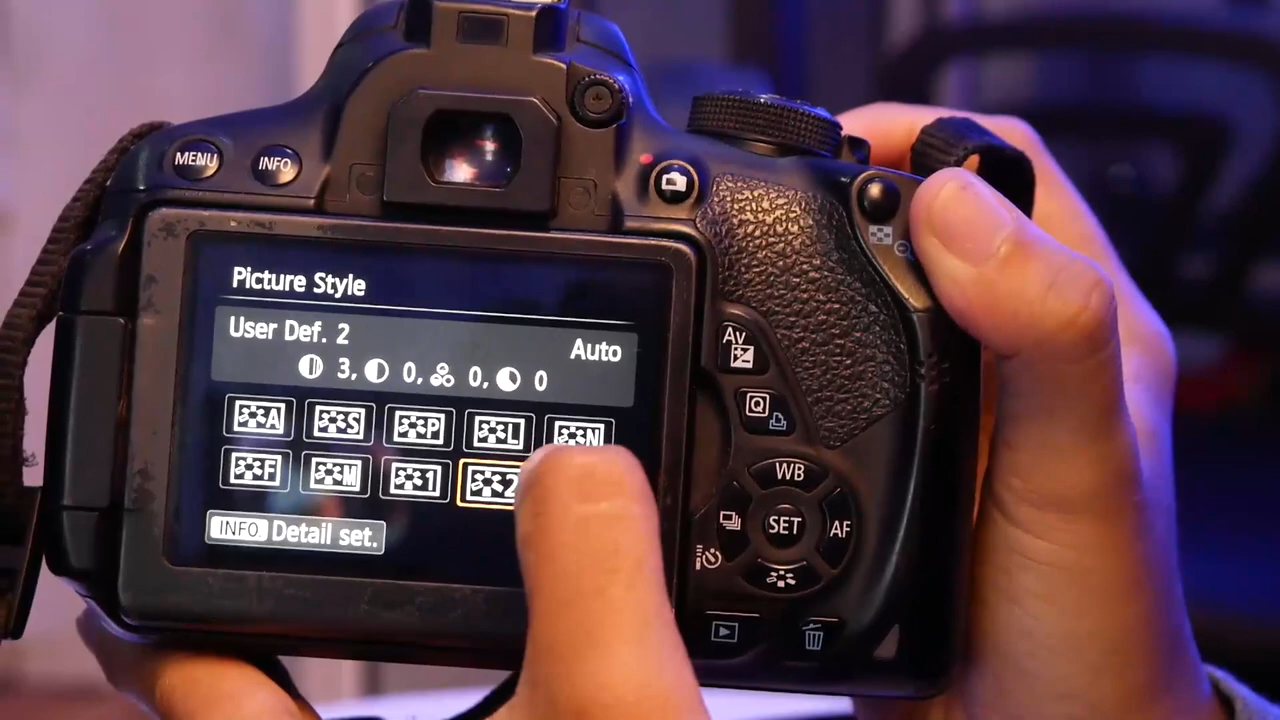 MENU
INFO.
Picture Style
User Def. 2
Auto
3, 0, 0, 0
A S P L N
F M 1 2
INFO. Detail set.
Av
Q
WB
SET
AF